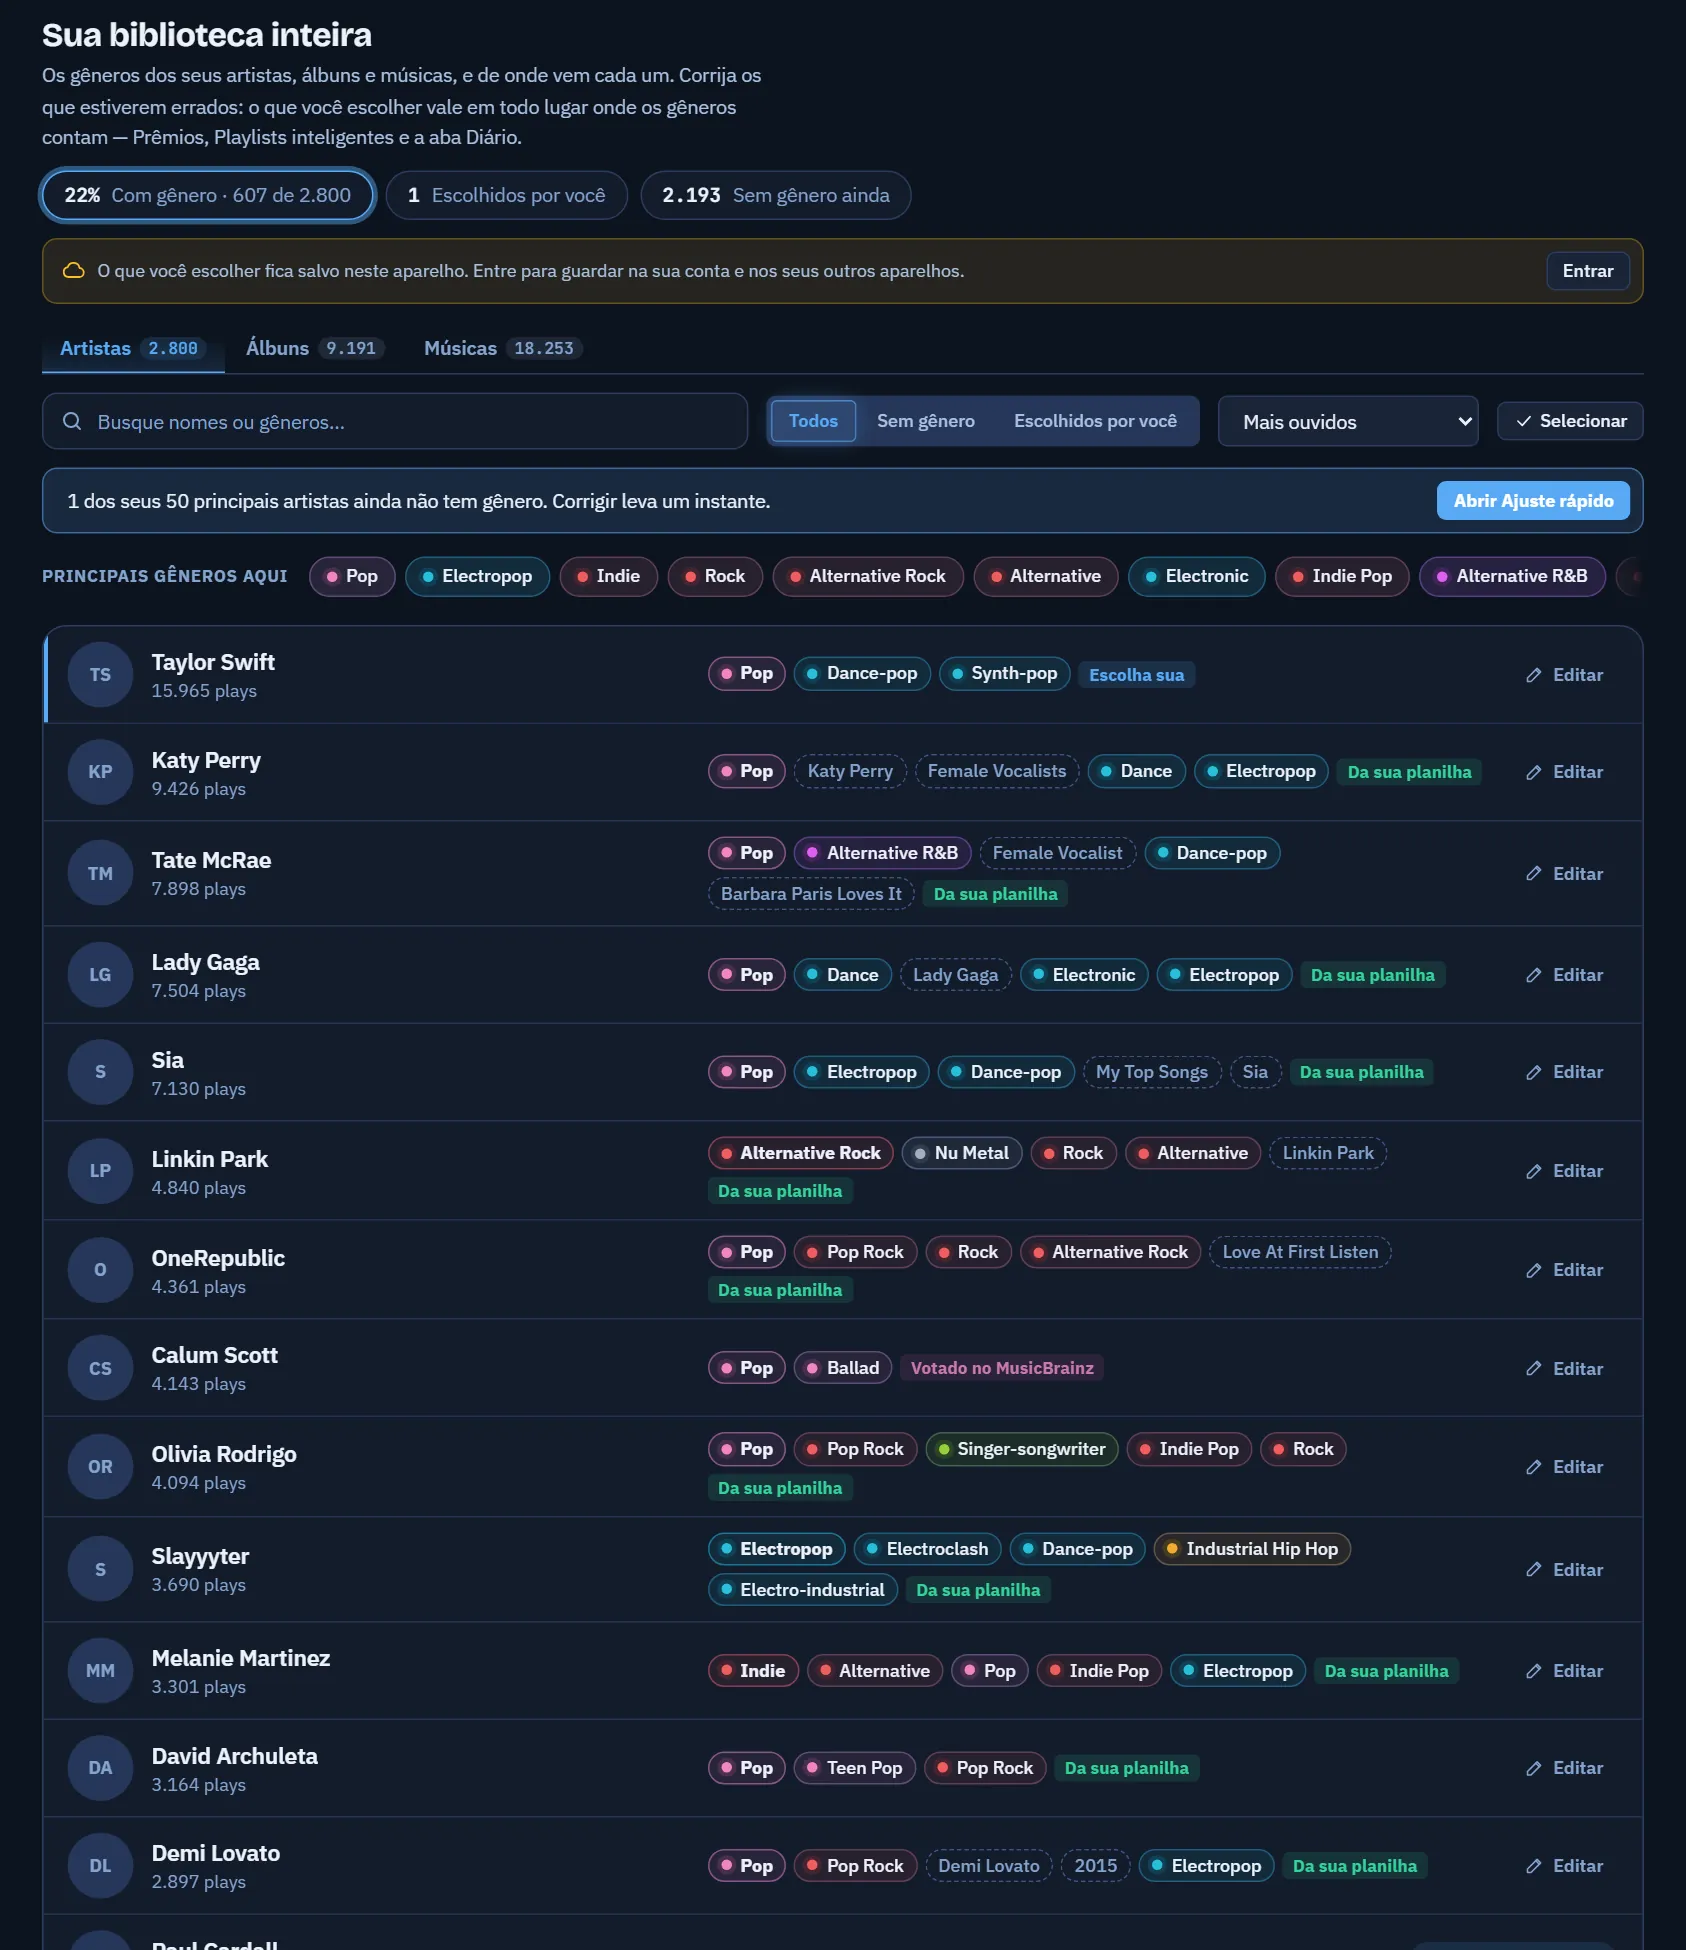 Sua biblioteca inteira
Os gêneros dos seus artistas, álbuns e músicas, e de onde vem cada um. Corrija os
que estiverem errados: o que você escolher vale em todo lugar onde os gêneros
contam — Prêmios, Playlists inteligentes e a aba Diário.
22% Com gênero · 607 de 2.800 1 Escolhidos por você 2.193 Sem gênero ainda
O que você escolher fica salvo neste aparelho. Entre para guardar na sua conta e nos seus outros aparelhos. Entrar
Artistas 2.800 Álbuns 9.191 Músicas 18.253
Busque nomes ou gêneros... Todos Sem gênero Escolhidos por você Mais ouvidos Selecionar
1 dos seus 50 principais artistas ainda não tem gênero. Corrigir leva um instante. Abrir Ajuste rápido
PRINCIPAIS GÊNEROS AQUI Pop Electropop Indie Rock Alternative Rock Alternative Electronic Indie Pop Alternative R&B
TS Taylor Swift Pop Dance-pop Synth-pop Escolha sua Editar
15.965 plays
KP Katy Perry Pop Katy Perry Female Vocalists Dance Electropop Da sua planilha Editar
9.426 plays
TM Tate McRae Pop Alternative R&B Female Vocalist Dance-pop Editar
7.898 plays Barbara Paris Loves It Da sua planilha
LG Lady Gaga Pop Dance Lady Gaga Electronic Electropop Da sua planilha Editar
7.504 plays
S Sia Pop Electropop Dance-pop My Top Songs Sia Da sua planilha Editar
7.130 plays
LP Linkin Park Alternative Rock Nu Metal Rock Alternative Linkin Park Editar
4.840 plays Da sua planilha
O OneRepublic Pop Pop Rock Rock Alternative Rock Love At First Listen Editar
4.361 plays Da sua planilha
CS Calum Scott Pop Ballad Votado no MusicBrainz Editar
4.143 plays
OR Olivia Rodrigo Pop Pop Rock Singer-songwriter Indie Pop Rock Editar
4.094 plays Da sua planilha
S Slayyyter Electropop Electroclash Dance-pop Industrial Hip Hop Editar
3.690 plays Electro-industrial Da sua planilha
MM Melanie Martinez Indie Alternative Pop Indie Pop Electropop Da sua planilha Editar
3.301 plays
DA David Archuleta Pop Teen Pop Pop Rock Da sua planilha Editar
3.164 plays
DL Demi Lovato Pop Pop Rock Demi Lovato 2015 Electropop Da sua planilha Editar
2.897 plays